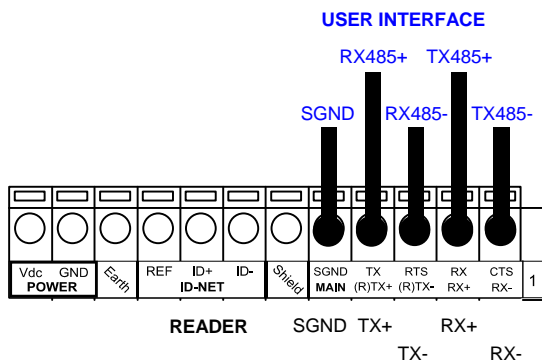 USER INTERFACE
RX485+ TX485+
SGND RX485- TX485-
Vdc GND Earth REF ID+ ID- Shield SGND TX RTS RX CTS
POWER ID-NET MAIN (R)TX+ (R)TX- RX+ RX- 1
READER SGND TX+ RX+
TX- RX-